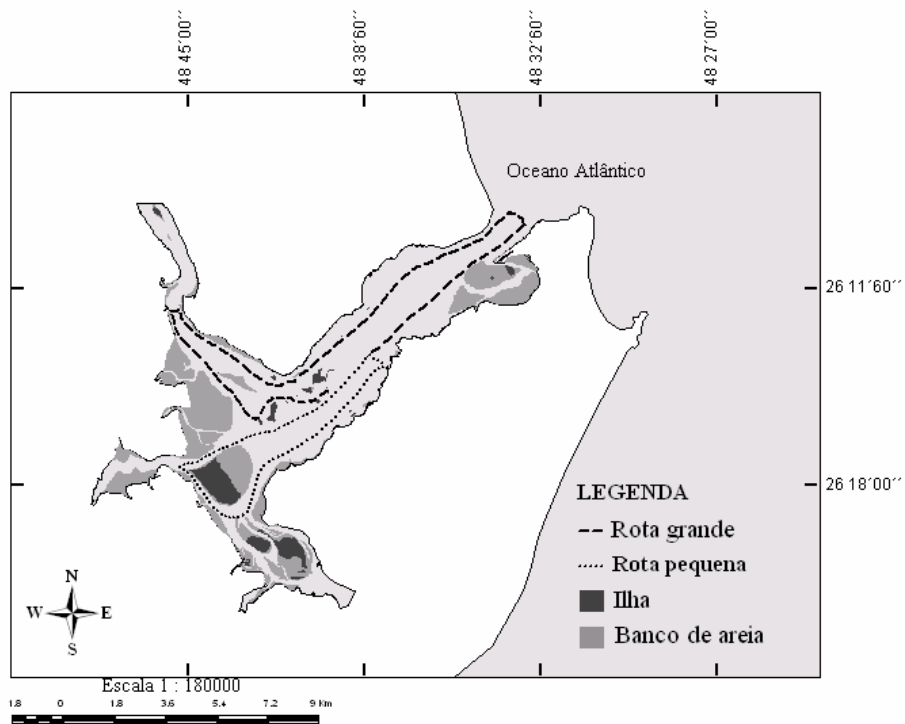 48 45'00''
48 38'60''
48 32'60''
48 27'00''
Oceano Atlântico
26 11'60''
26 18'00''
LEGENDA
Rota grande
Rota pequena
Ilha
Banco de areia
N
W E
S
Escala 1 : 180000
1.8 0 1.8 3.6 5.4 7.2 9 Km